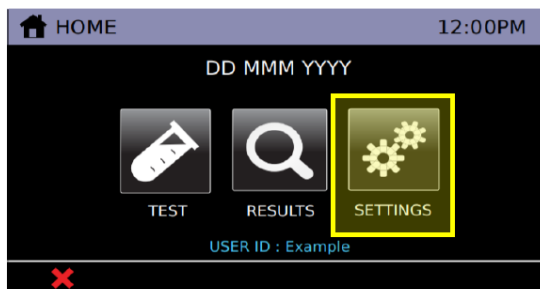 HOME 12:00PM
DD MMM YYYY
TEST RESULTS SETTINGS
USER ID : Example